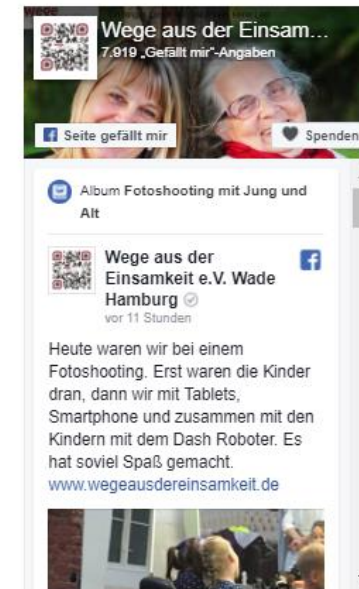 Wege aus der Einsam...
7.919 „Gefällt mir“-Angaben
Seite gefällt mir
Spenden
Album Fotoshooting mit Jung und
Alt
Wege aus der
Einsamkeit e.V. Wade
Hamburg
vor 11 Stunden
Heute waren wir bei einem
Fotoshooting. Erst waren die Kinder
dran, dann wir mit Tablets,
Smartphone und zusammen mit den
Kindern mit dem Dash Roboter. Es
hat soviel Spaß gemacht.
www.wegeausdereinsamkeit.de